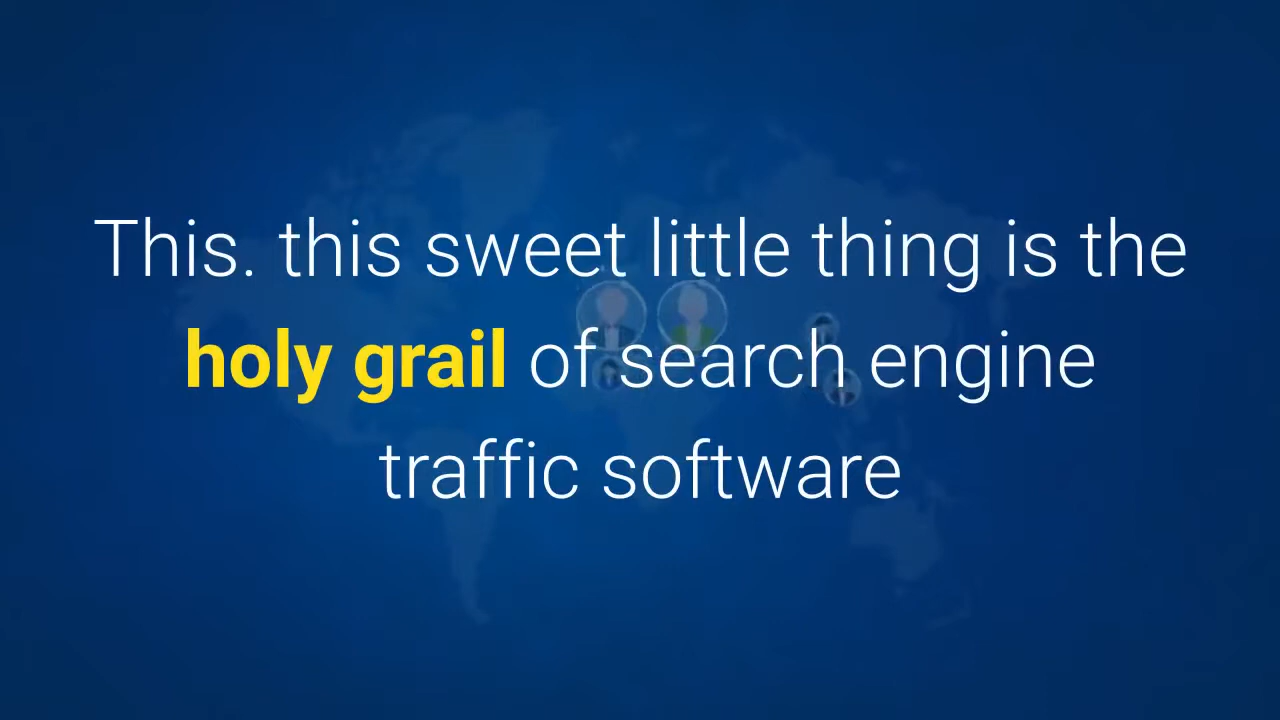 This. this sweet little thing is the
holy grail of search engine
traffic software